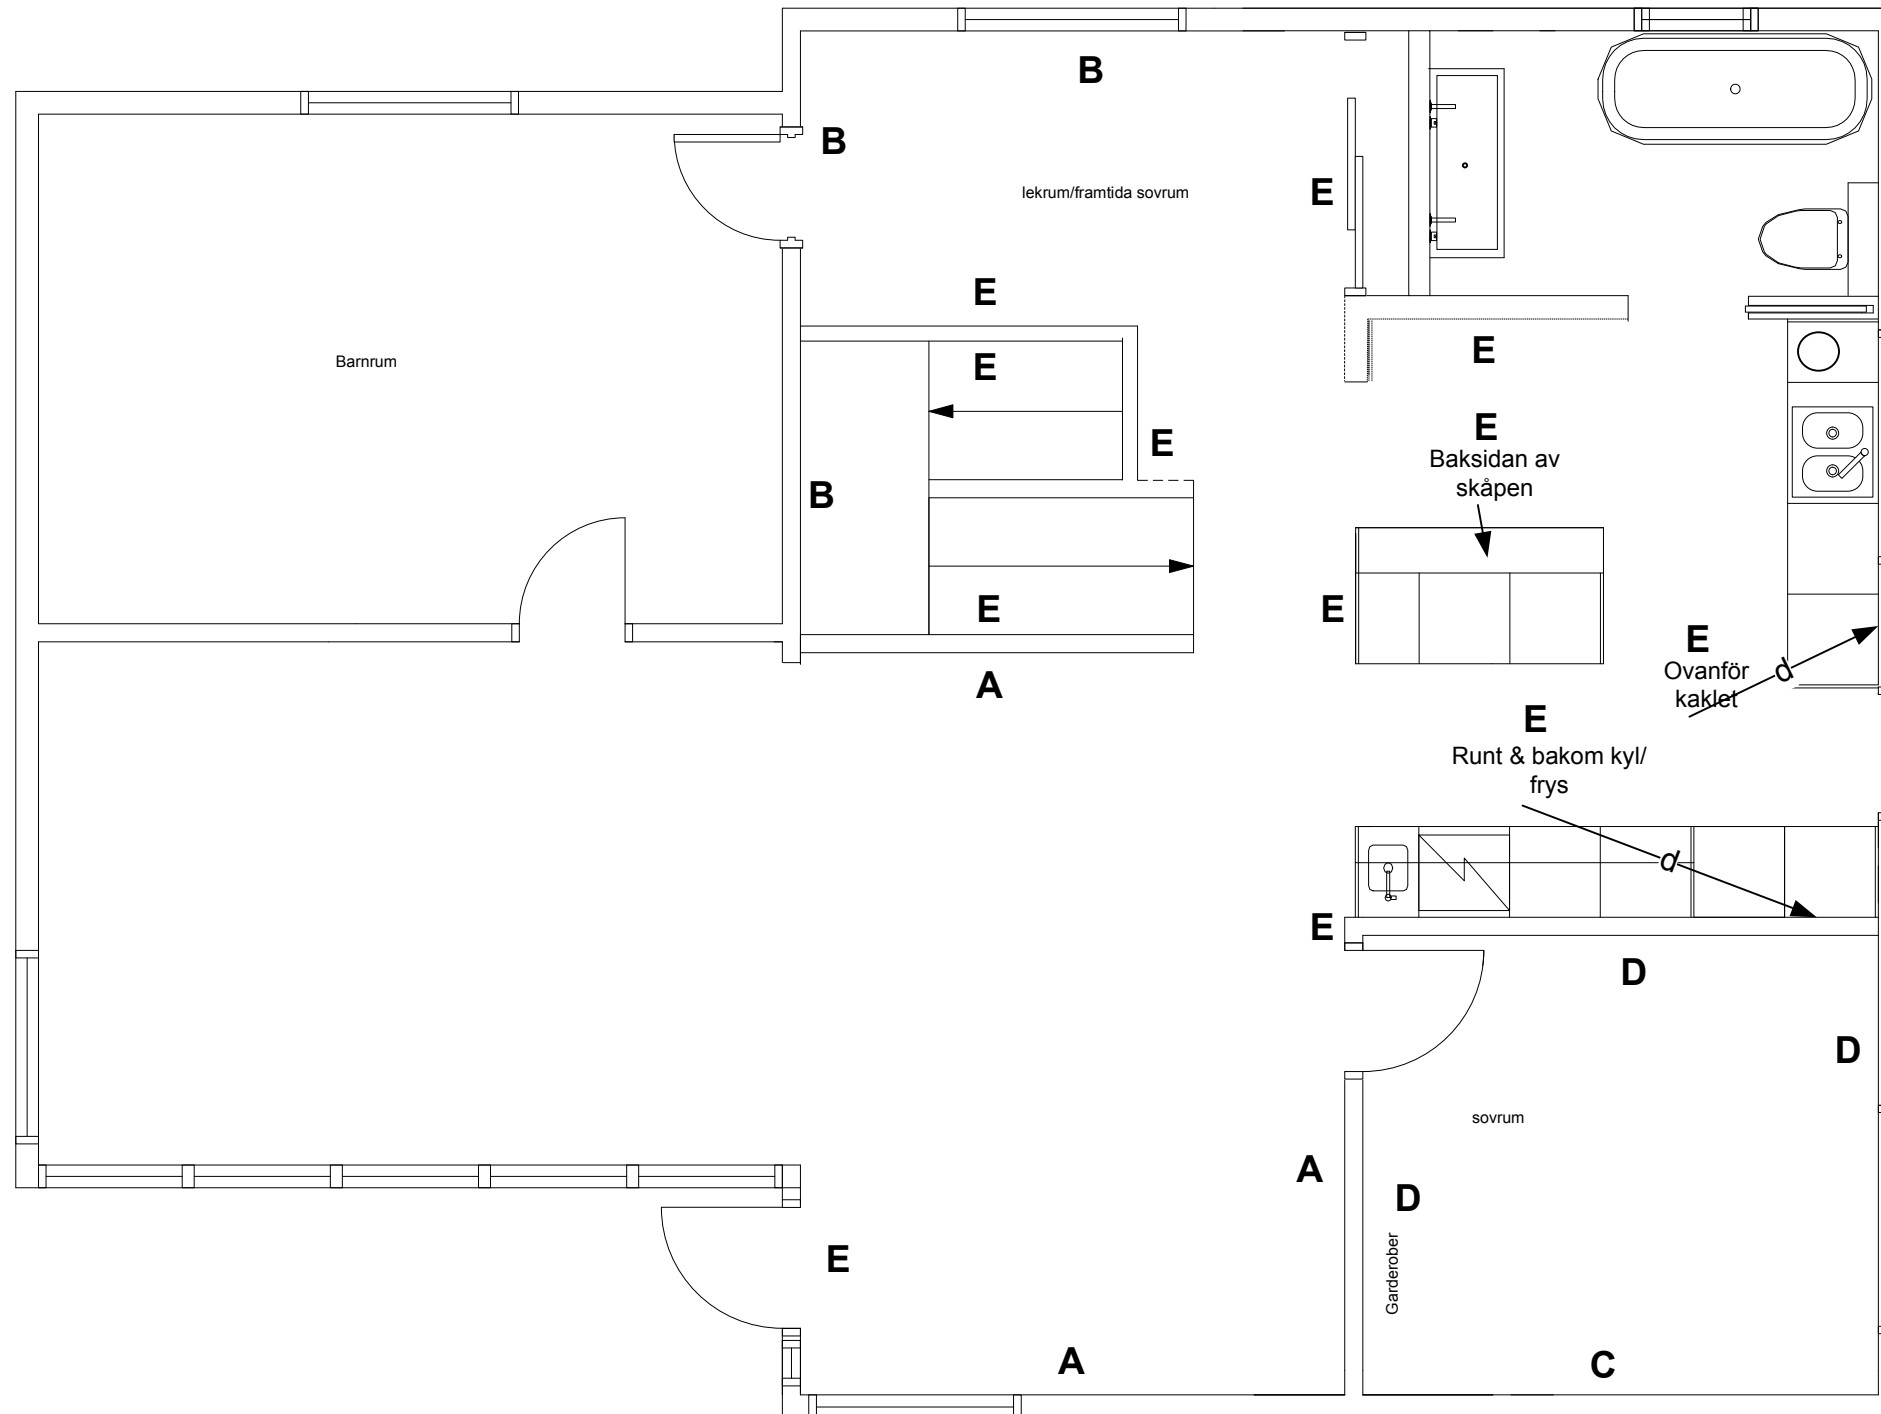 B
B
lekrum/framtida sovrum
E
E
E
Barnrum
E
E
E
Baksidan av
skåpen
B
E
E
E
Ovanför
kaklet
d
A
E
Runt & bakom kyl/
frys
d
E
D
D
sovrum
A
D
Garderober
E
A
C